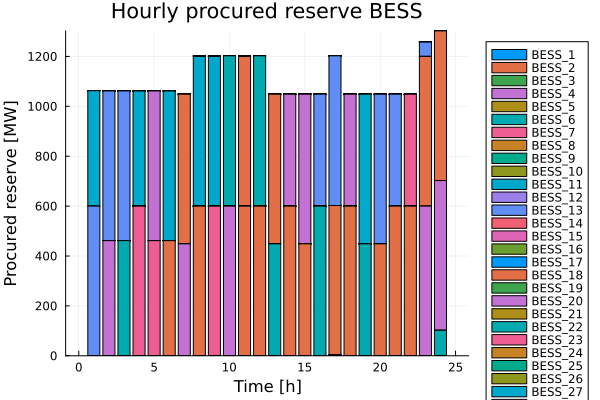 Hourly procured reserve BESS
Procured reserve [MW]
1200
1000
800
600
400
200
0
0 5 10 15 20 25
Time [h]
BESS_1
BESS_2
BESS_3
BESS_4
BESS_5
BESS_6
BESS_7
BESS_8
BESS_9
BESS_10
BESS_11
BESS_12
BESS_13
BESS_14
BESS_15
BESS_16
BESS_17
BESS_18
BESS_19
BESS_20
BESS_21
BESS_22
BESS_23
BESS_24
BESS_25
BESS_26
BESS_27